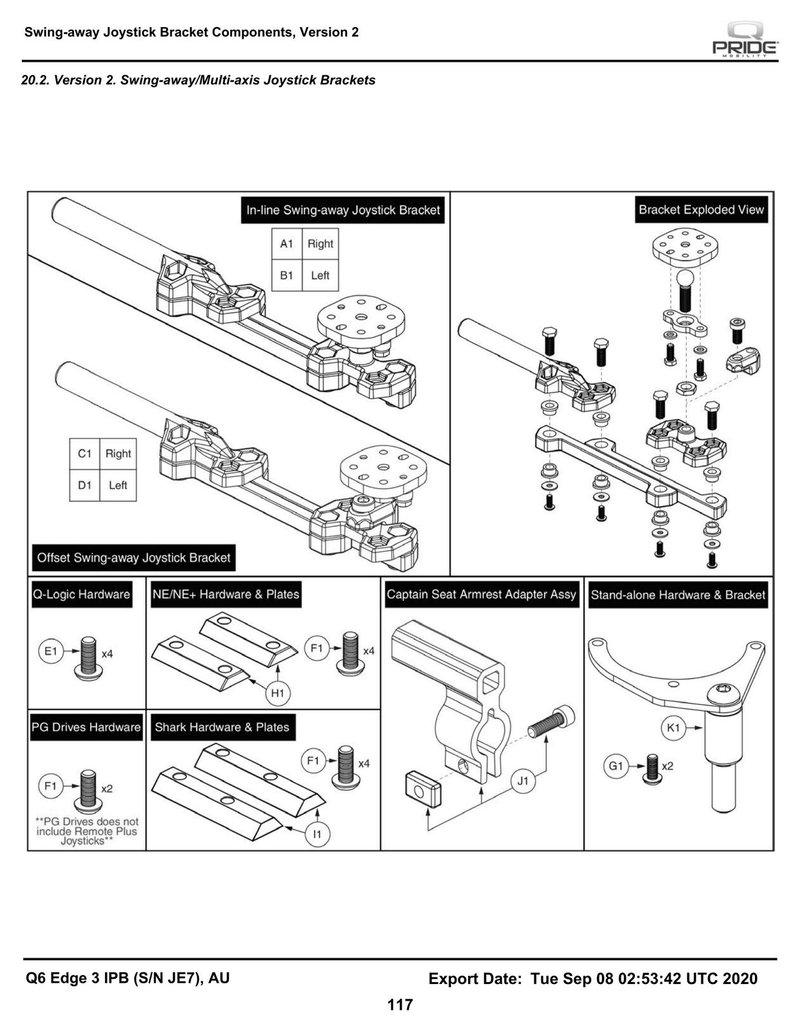 Swing-away Joystick Bracket Components, Version 2
Q
PRIDE
MOBILITY
20.2. Version 2. Swing-away/Multi-axis Joystick Brackets
In-line Swing-away Joystick Bracket
A1 Right
B1 Left
Bracket Exploded View
C1 Right
D1 Left
Offset Swing-away Joystick Bracket
Q-Logic Hardware
E1
x4
NE/NE+ Hardware & Plates
F1
x4
H1
Captain Seat Armrest Adapter Assy
J1
Stand-alone Hardware & Bracket
K1
G1
x2
PG Drives Hardware
F1
x2
**PG Drives does not
include Remote Plus
Joysticks**
Shark Hardware & Plates
F1
x4
I1
Q6 Edge 3 IPB (S/N JE7), AU
Export Date: Tue Sep 08 02:53:42 UTC 2020
117